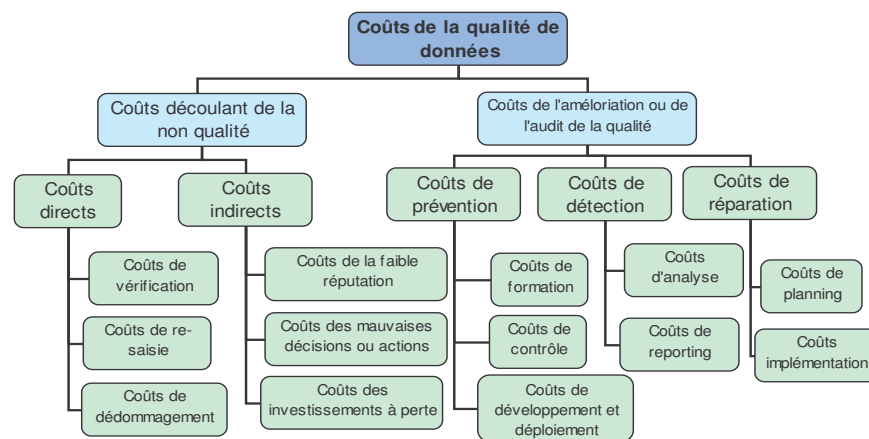 Coûts de la qualité de
données
Coûts découlant de la
non qualité
Coûts de l'améloriation ou de
l'audit de la qualité
Coûts
directs
Coûts
indirects
Coûts de
prévention
Coûts de
détection
Coûts de
réparation
Coûts de
vérification
Coûts de re-
saisie
Coûts de
dédommagement
Coûts de la faible
réputation
Coûts des mauvaises
décisions ou actions
Coûts des
investissements à perte
Coûts de
formation
Coûts de
contrôle
Coûts de
développement et
déploiement
Coûts
d'analyse
Coûts de
reporting
Coûts de
planning
Coûts
implémentation